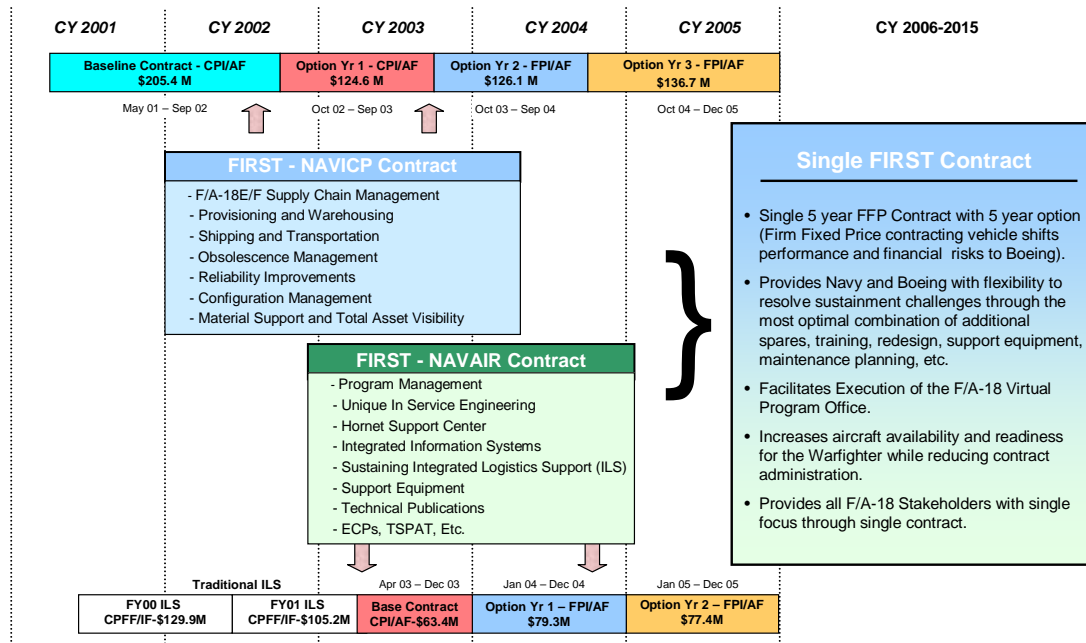 CY 2001 CY 2002 CY 2003 CY 2004 CY 2005 CY 2006-2015
Baseline Contract - CPI/AF
$205.4 M
Option Yr 1 - CPI/AF
$124.6 M
Option Yr 2 - FPI/AF
$126.1 M
Option Yr 3 - FPI/AF
$136.7 M
May 01 – Sep 02
Oct 02 – Sep 03
Oct 03 – Sep 04
Oct 04 – Dec 05
FIRST - NAVICP Contract
- F/A-18E/F Supply Chain Management
- Provisioning and Warehousing
- Shipping and Transportation
- Obsolescence Management
- Reliability Improvements
- Configuration Management
- Material Support and Total Asset Visibility
FIRST - NAVAIR Contract
- Program Management
- Unique In Service Engineering
- Hornet Support Center
- Integrated Information Systems
- Sustaining Integrated Logistics Support (ILS)
- Support Equipment
- Technical Publications
- ECPs, TSPAT, Etc.
}
Single FIRST Contract
• Single 5 year FFP Contract with 5 year option
(Firm Fixed Price contracting vehicle shifts
performance and financial risks to Boeing).
• Provides Navy and Boeing with flexibility to
resolve sustainment challenges through the
most optimal combination of additional
spares, training, redesign, support equipment,
maintenance planning, etc.
• Facilitates Execution of the F/A-18 Virtual
Program Office.
• Increases aircraft availability and readiness
for the Warfighter while reducing contract
administration.
• Provides all F/A-18 Stakeholders with single
focus through single contract.
Traditional ILS
Apr 03 – Dec 03
Jan 04 – Dec 04
Jan 05 – Dec 05
FY00 ILS
CPFF/IF-$129.9M
FY01 ILS
CPFF/IF-$105.2M
Base Contract
CPI/AF-$63.4M
Option Yr 1 – FPI/AF
$79.3M
Option Yr 2 – FPI/AF
$77.4M